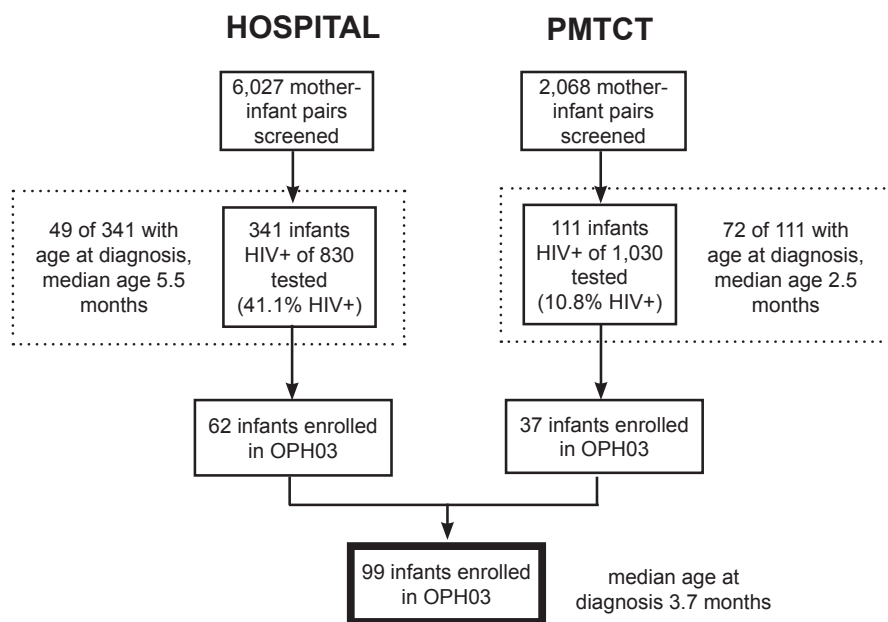 HOSPITAL
6,027 mother-
infant pairs
screened
49 of 341 with
age at diagnosis,
median age 5.5
months
341 infants
HIV+ of 830
tested
(41.1% HIV+)
62 infants enrolled
in OPH03
PMTCT
2,068 mother-
infant pairs
screened
111 infants
HIV+ of 1,030
tested
(10.8% HIV+)
72 of 111 with
age at diagnosis,
median age 2.5
months
37 infants enrolled
in OPH03
99 infants enrolled
in OPH03
median age at
diagnosis 3.7 months